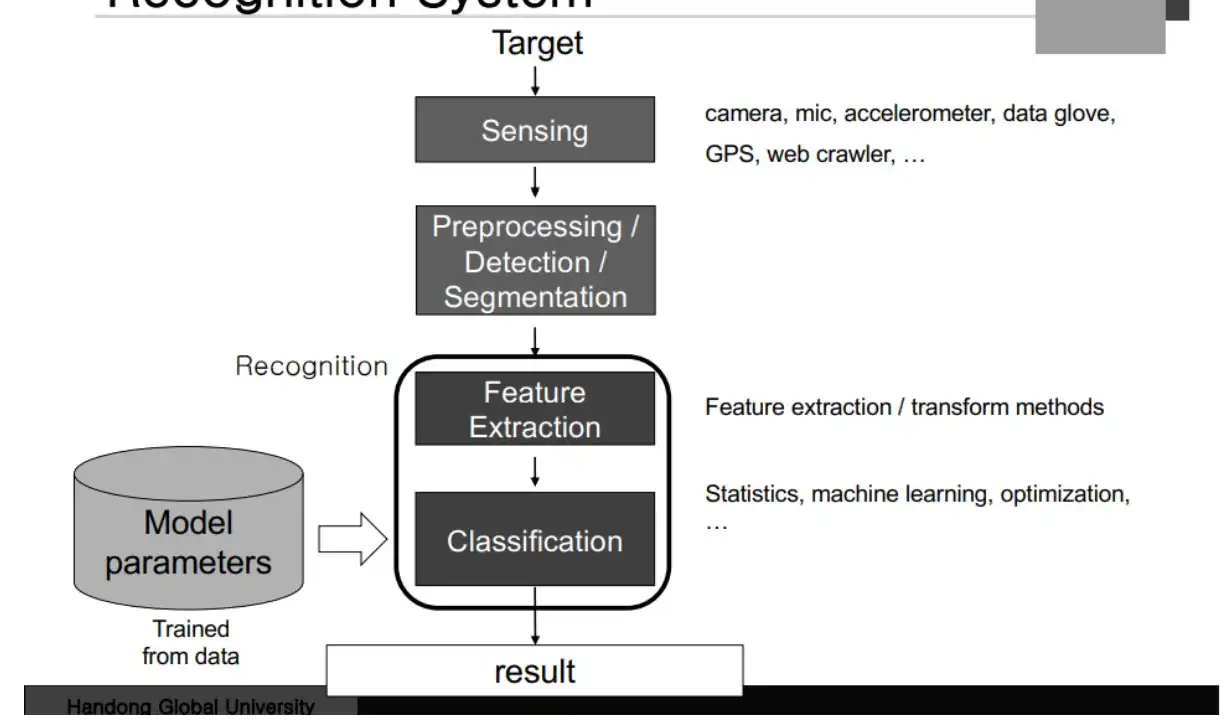 Recognition System
Target
Sensing
camera, mic, accelerometer, data glove,
GPS, web crawler, …
Preprocessing /
Detection /
Segmentation
Recognition
Feature
Extraction
Feature extraction / transform methods
Model
parameters
Classification
Statistics, machine learning, optimization,
…
Trained
from data
result
Handong Global University